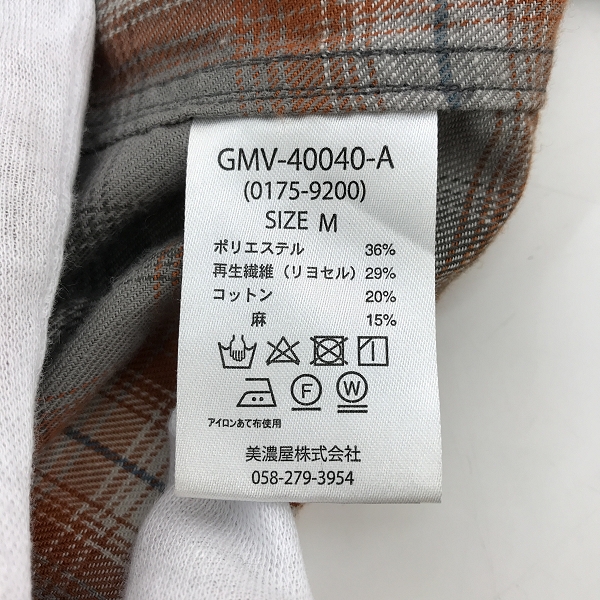 GMV-40040-A
(0175-9200)
SIZE M
ポリエステル 36%
再生繊維（リヨセル）29%
コットン 20%
麻 15%
F W
アイロンあて布使用
美濃屋株式会社
058-279-3954